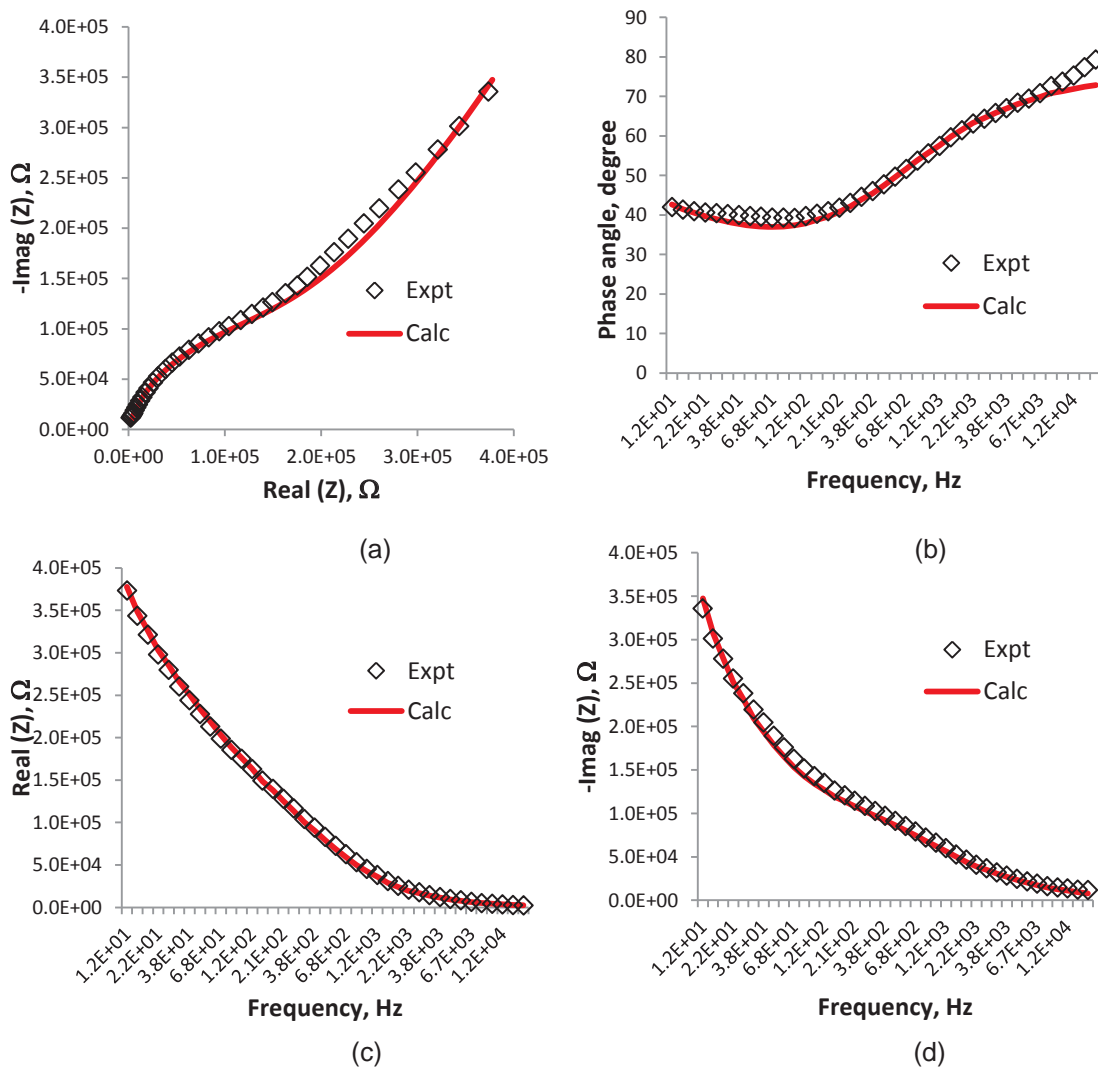 4.0E+05
3.5E+05
3.0E+05
2.5E+05
2.0E+05
1.5E+05
1.0E+05
5.0E+04
0.0E+00
0.0E+00 1.0E+05 2.0E+05 3.0E+05 4.0E+05
-Imag (Z), Ω
Real (Z), Ω
Expt
Calc
(a)
90
80
70
60
50
40
30
20
10
0
Phase angle, degree
Expt
Calc
1.2E+01 2.2E+01 3.8E+01 6.8E+01 1.2E+02 2.1E+02 3.8E+02 6.8E+02 1.2E+03 2.2E+03 3.8E+03 6.7E+03 1.2E+04
Frequency, Hz
(b)
4.0E+05
3.5E+05
3.0E+05
2.5E+05
2.0E+05
1.5E+05
1.0E+05
5.0E+04
0.0E+00
Real (Z), Ω
Expt
Calc
1.2E+01 2.2E+01 3.8E+01 6.8E+01 1.2E+02 2.1E+02 3.8E+02 6.8E+02 1.2E+03 2.2E+03 3.8E+03 6.7E+03 1.2E+04
Frequency, Hz
(c)
4.0E+05
3.5E+05
3.0E+05
2.5E+05
2.0E+05
1.5E+05
1.0E+05
5.0E+04
0.0E+00
-Imag (Z), Ω
Expt
Calc
1.2E+01 2.2E+01 3.8E+01 6.8E+01 1.2E+02 2.1E+02 3.8E+02 6.8E+02 1.2E+03 2.2E+03 3.8E+03 6.7E+03 1.2E+04
Frequency, Hz
(d)